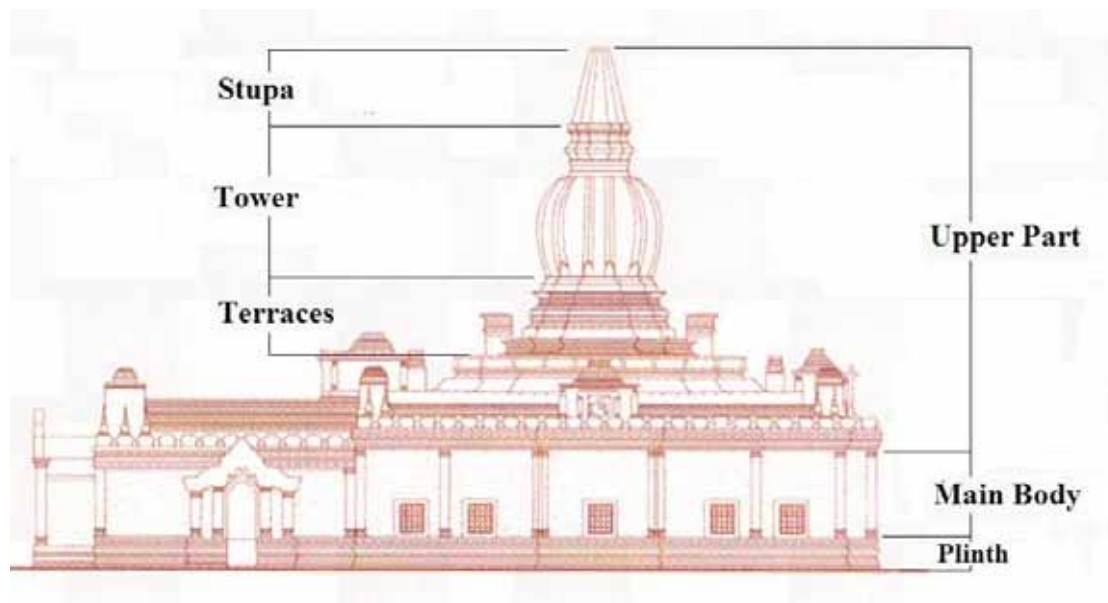 Stupa
Tower
Terraces
Upper Part
Main Body
Plinth